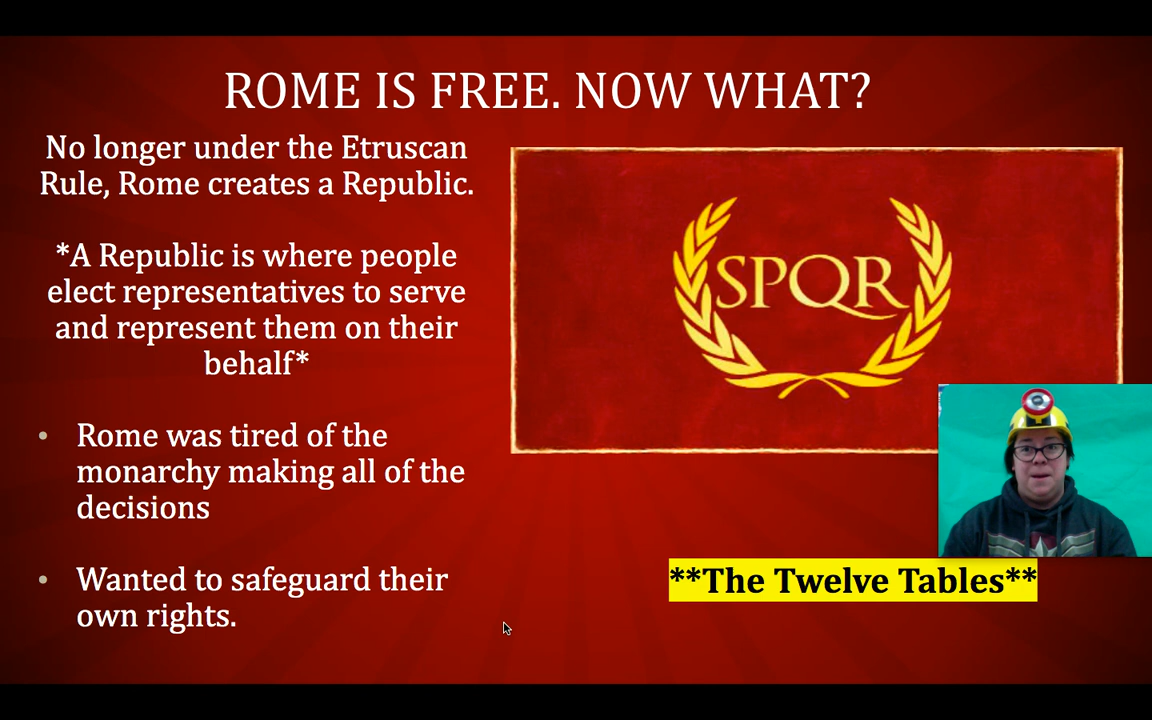 ROME IS FREE. NOW WHAT?
No longer under the Etruscan
Rule, Rome creates a Republic.
*A Republic is where people
elect representatives to serve
and represent them on their
behalf*
• Rome was tired of the
monarchy making all of the
decisions
• Wanted to safeguard their
own rights.
SPQR
**The Twelve Tables**